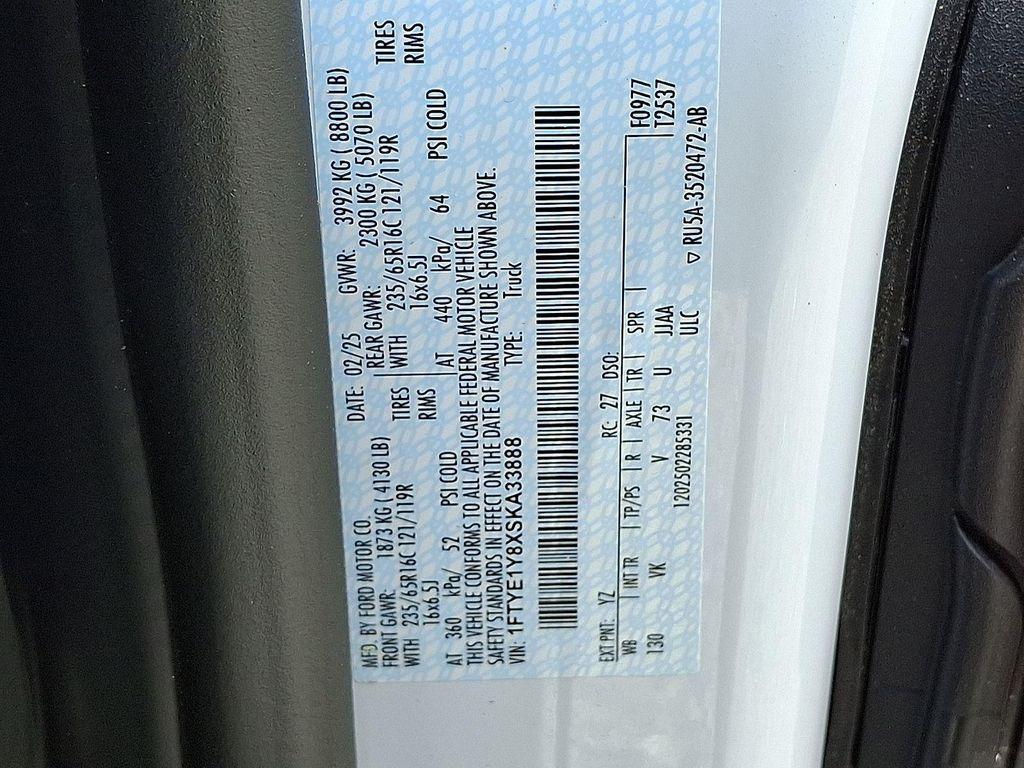 MFD. BY FORD MOTOR CO. DATE: 02/25 GVWR: 3992 KG ( 8800 LB)
FRONT GAWR: 1873 KG ( 4130 LB) REAR GAWR: 2300 KG ( 5070 LB)
WITH 235/65R16C 121/119R TIRES WITH 235/65R16C 121/119R TIRES
16x6.5J RIMS 16x6.5J RIMS
AT 360 kPa/ 52 PSI COLD AT 440 kPa/ 64 PSI COLD
THIS VEHICLE CONFORMS TO ALL APPLICABLE FEDERAL MOTOR VEHICLE
SAFETY STANDARDS IN EFFECT ON THE DATE OF MANUFACTURE SHOWN ABOVE.
VIN: 1FTYE1Y8XSKA33888 TYPE: Truck
EXT PNT: YZ RC: 27 DSO: F0977
WB INT TR TP/PS R AXLE TR SPR T2537
130 VK V 73 U JJAA
1202502285331 ULC ▽ RU5A-3520472-AB